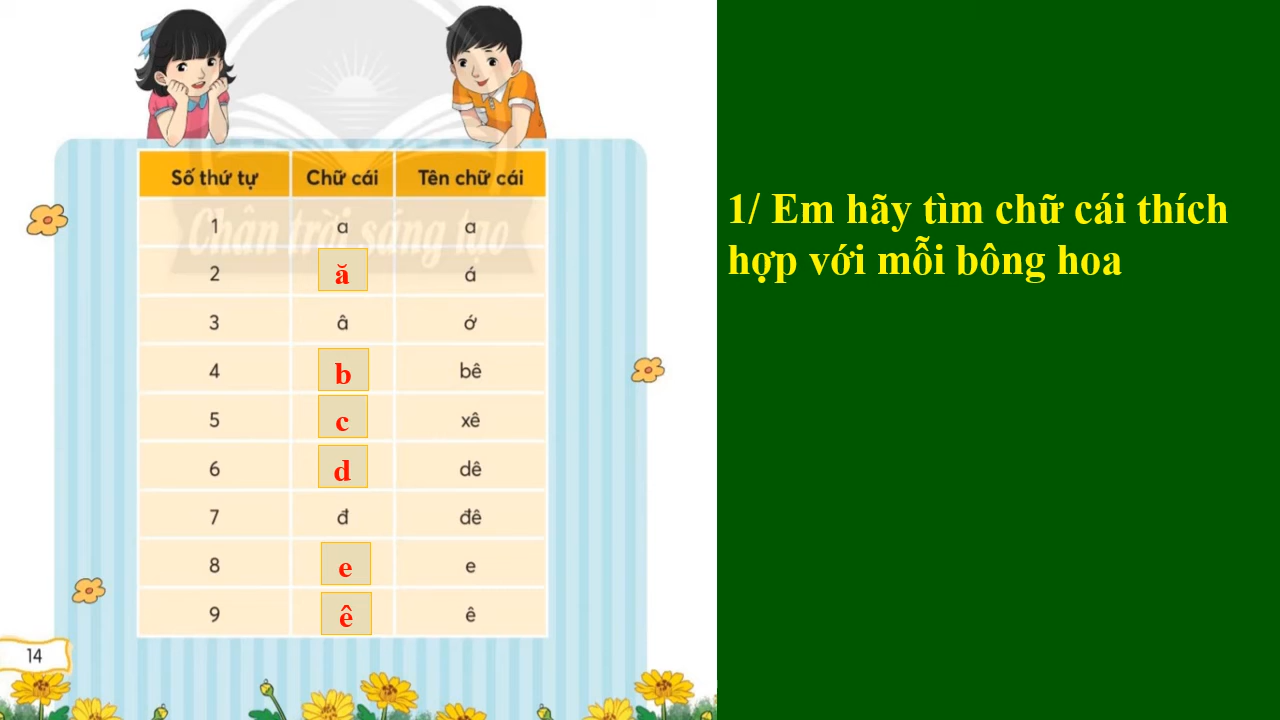 Số thứ tự Chữ cái Tên chữ cái
1 a a
2 ă á
3 â ớ
4 b bê
5 c xê
6 d dê
7 đ đê
8 e e
9 ê ê
Chân trời sáng tạo
14
1/ Em hãy tìm chữ cái thích
hợp với mỗi bông hoa